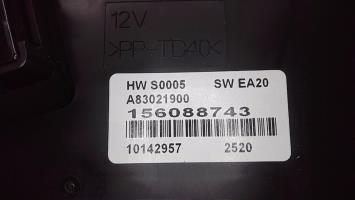 12V
>PP-TD40<
HW S0005 SW EA20
A83021900
156088743
10142957 2520